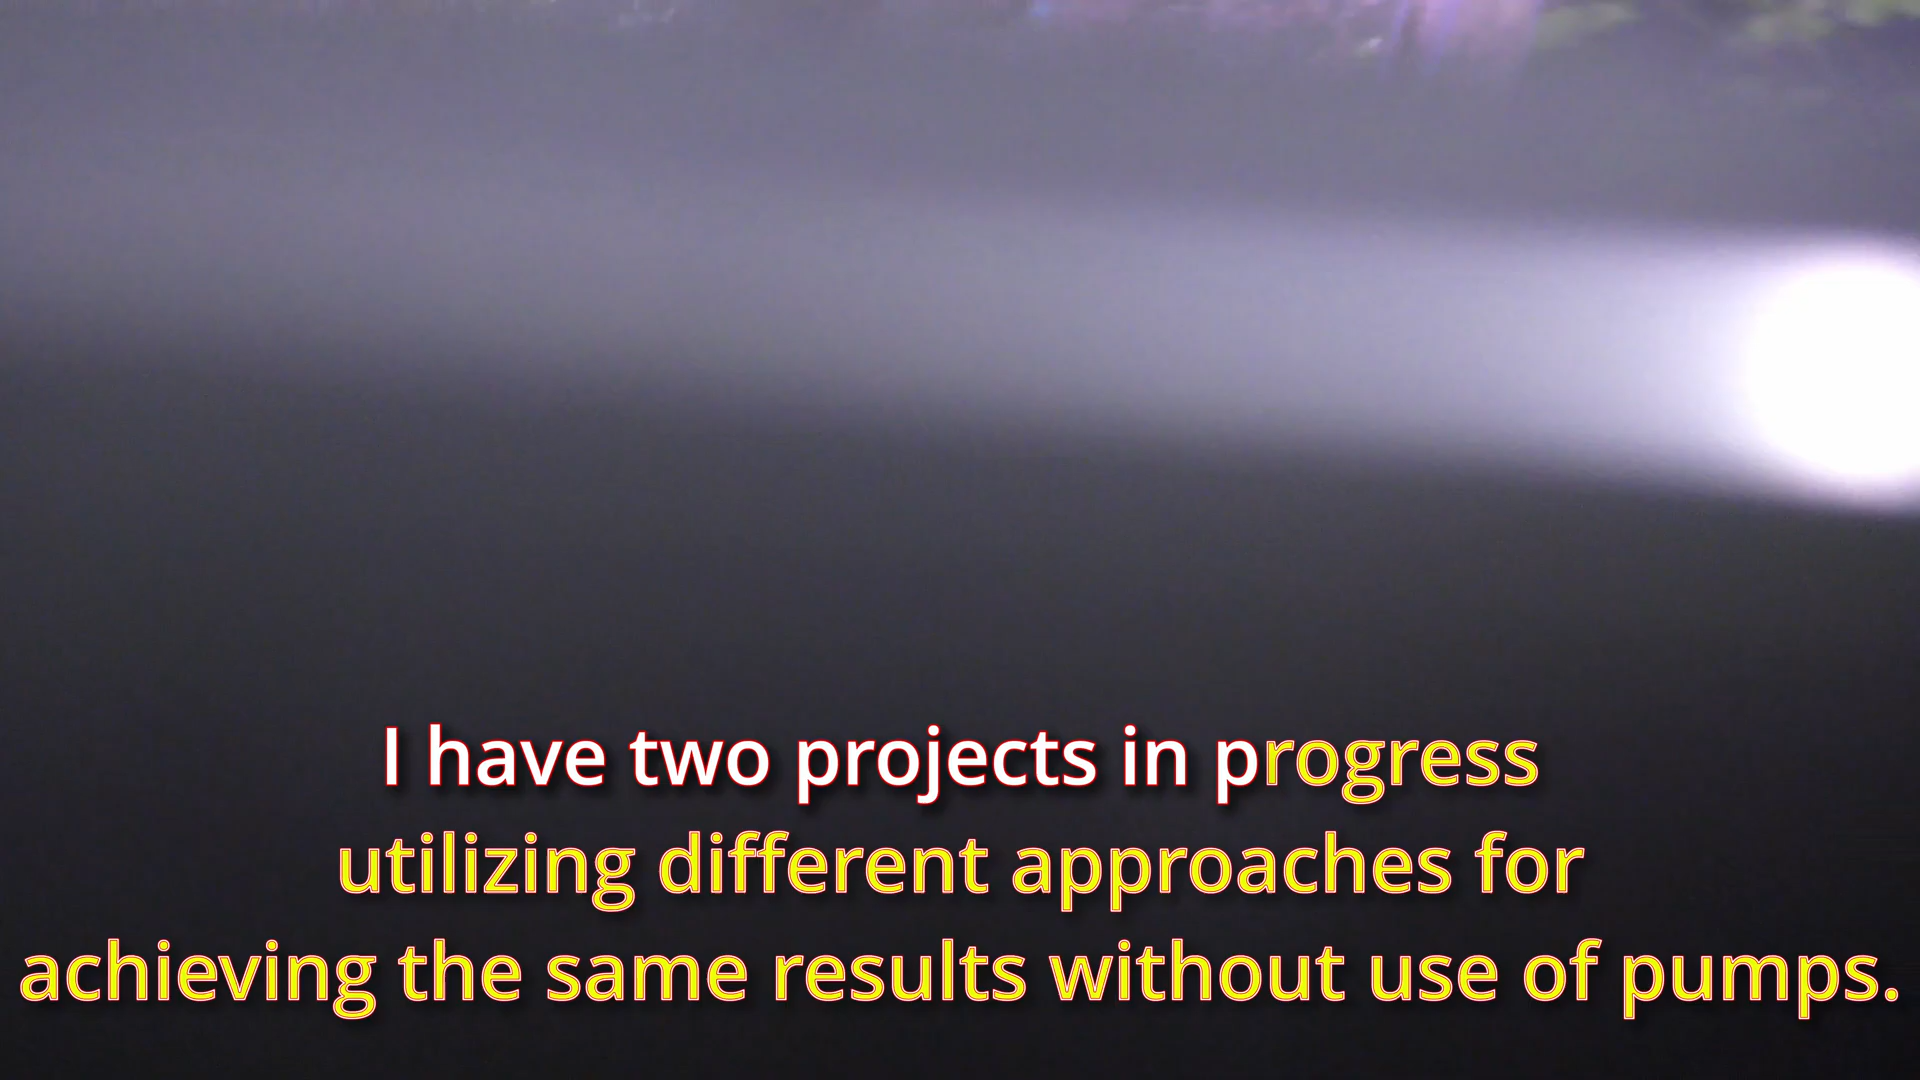 I have two projects in progress
utilizing different approaches for
achieving the same results without use of pumps.